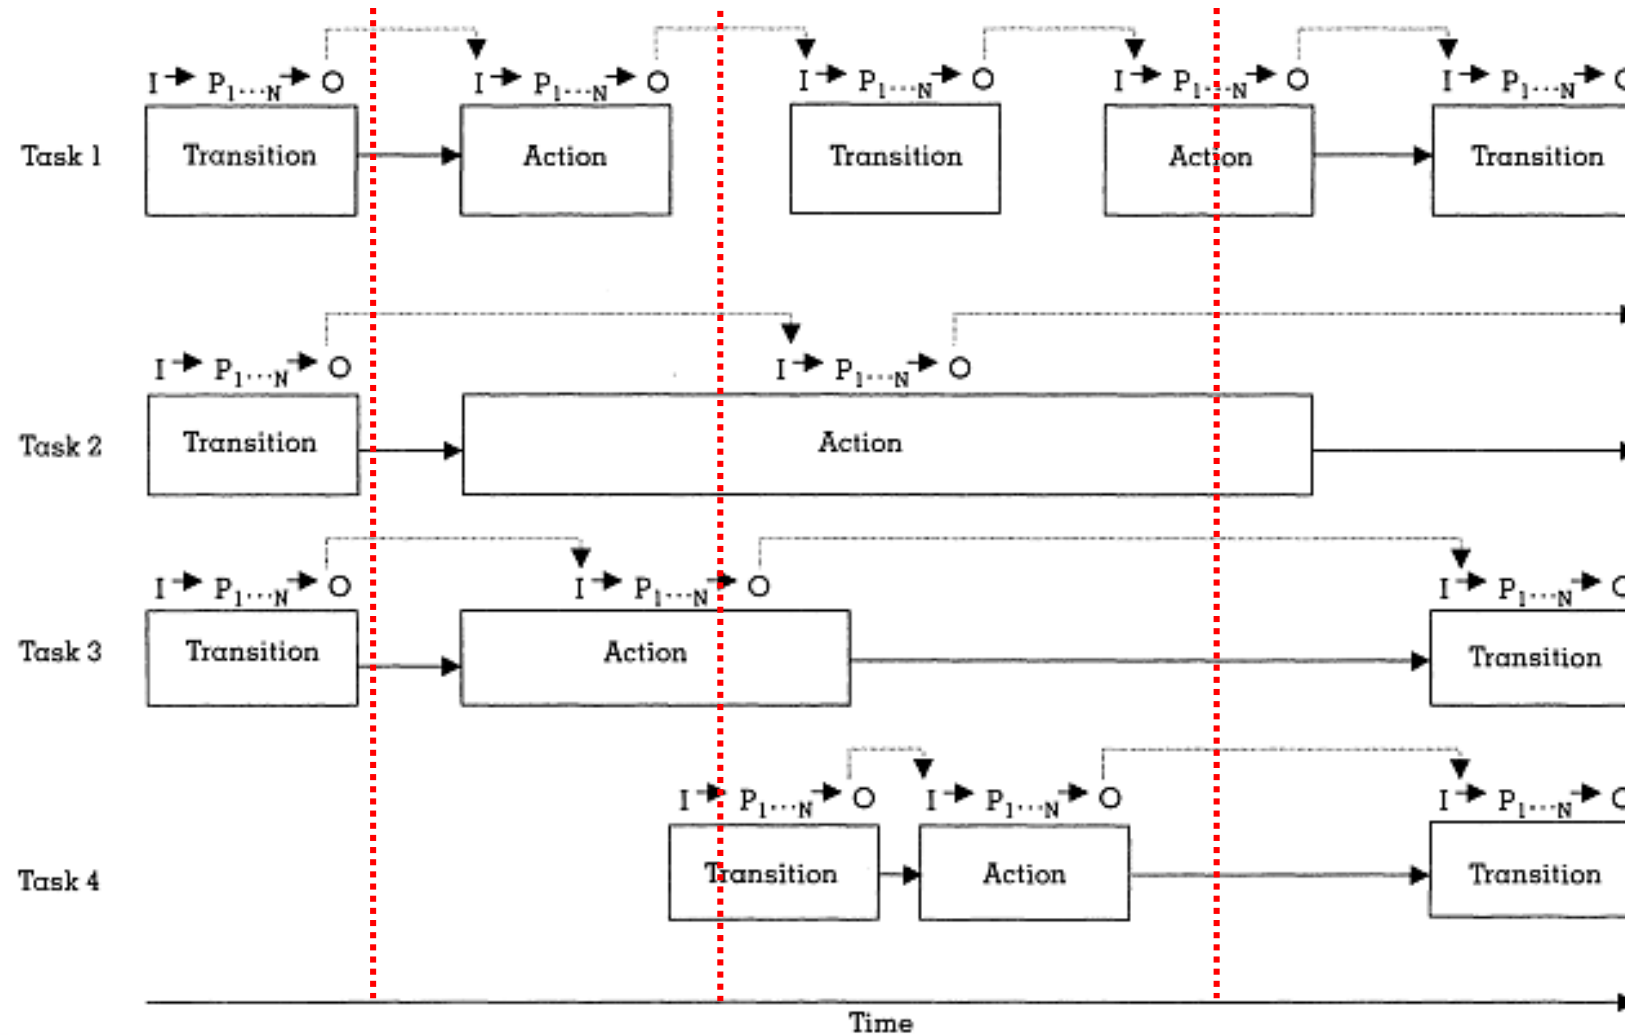 I P1...N O I P1...N O I P1...N O I P1...N O I P1...N O
Task 1 Transition Action Transition Action Transition
I P1...N O I P1...N O
Task 2 Transition Action
I P1...N O I P1...N O I P1...N O
Task 3 Transition Action Transition
I P1...N O I P1...N O I P1...N O
Task 4 Transition Action Transition
Time